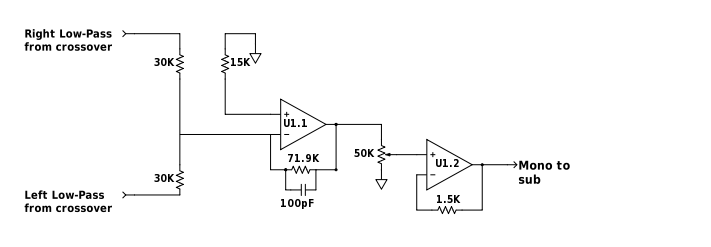 Right Low-Pass
from crossover
30K
15K
+
U1.1
−
71.9K
100pF
50K
+
U1.2
−
1.5K
Mono to
sub
30K
Left Low-Pass
from crossover